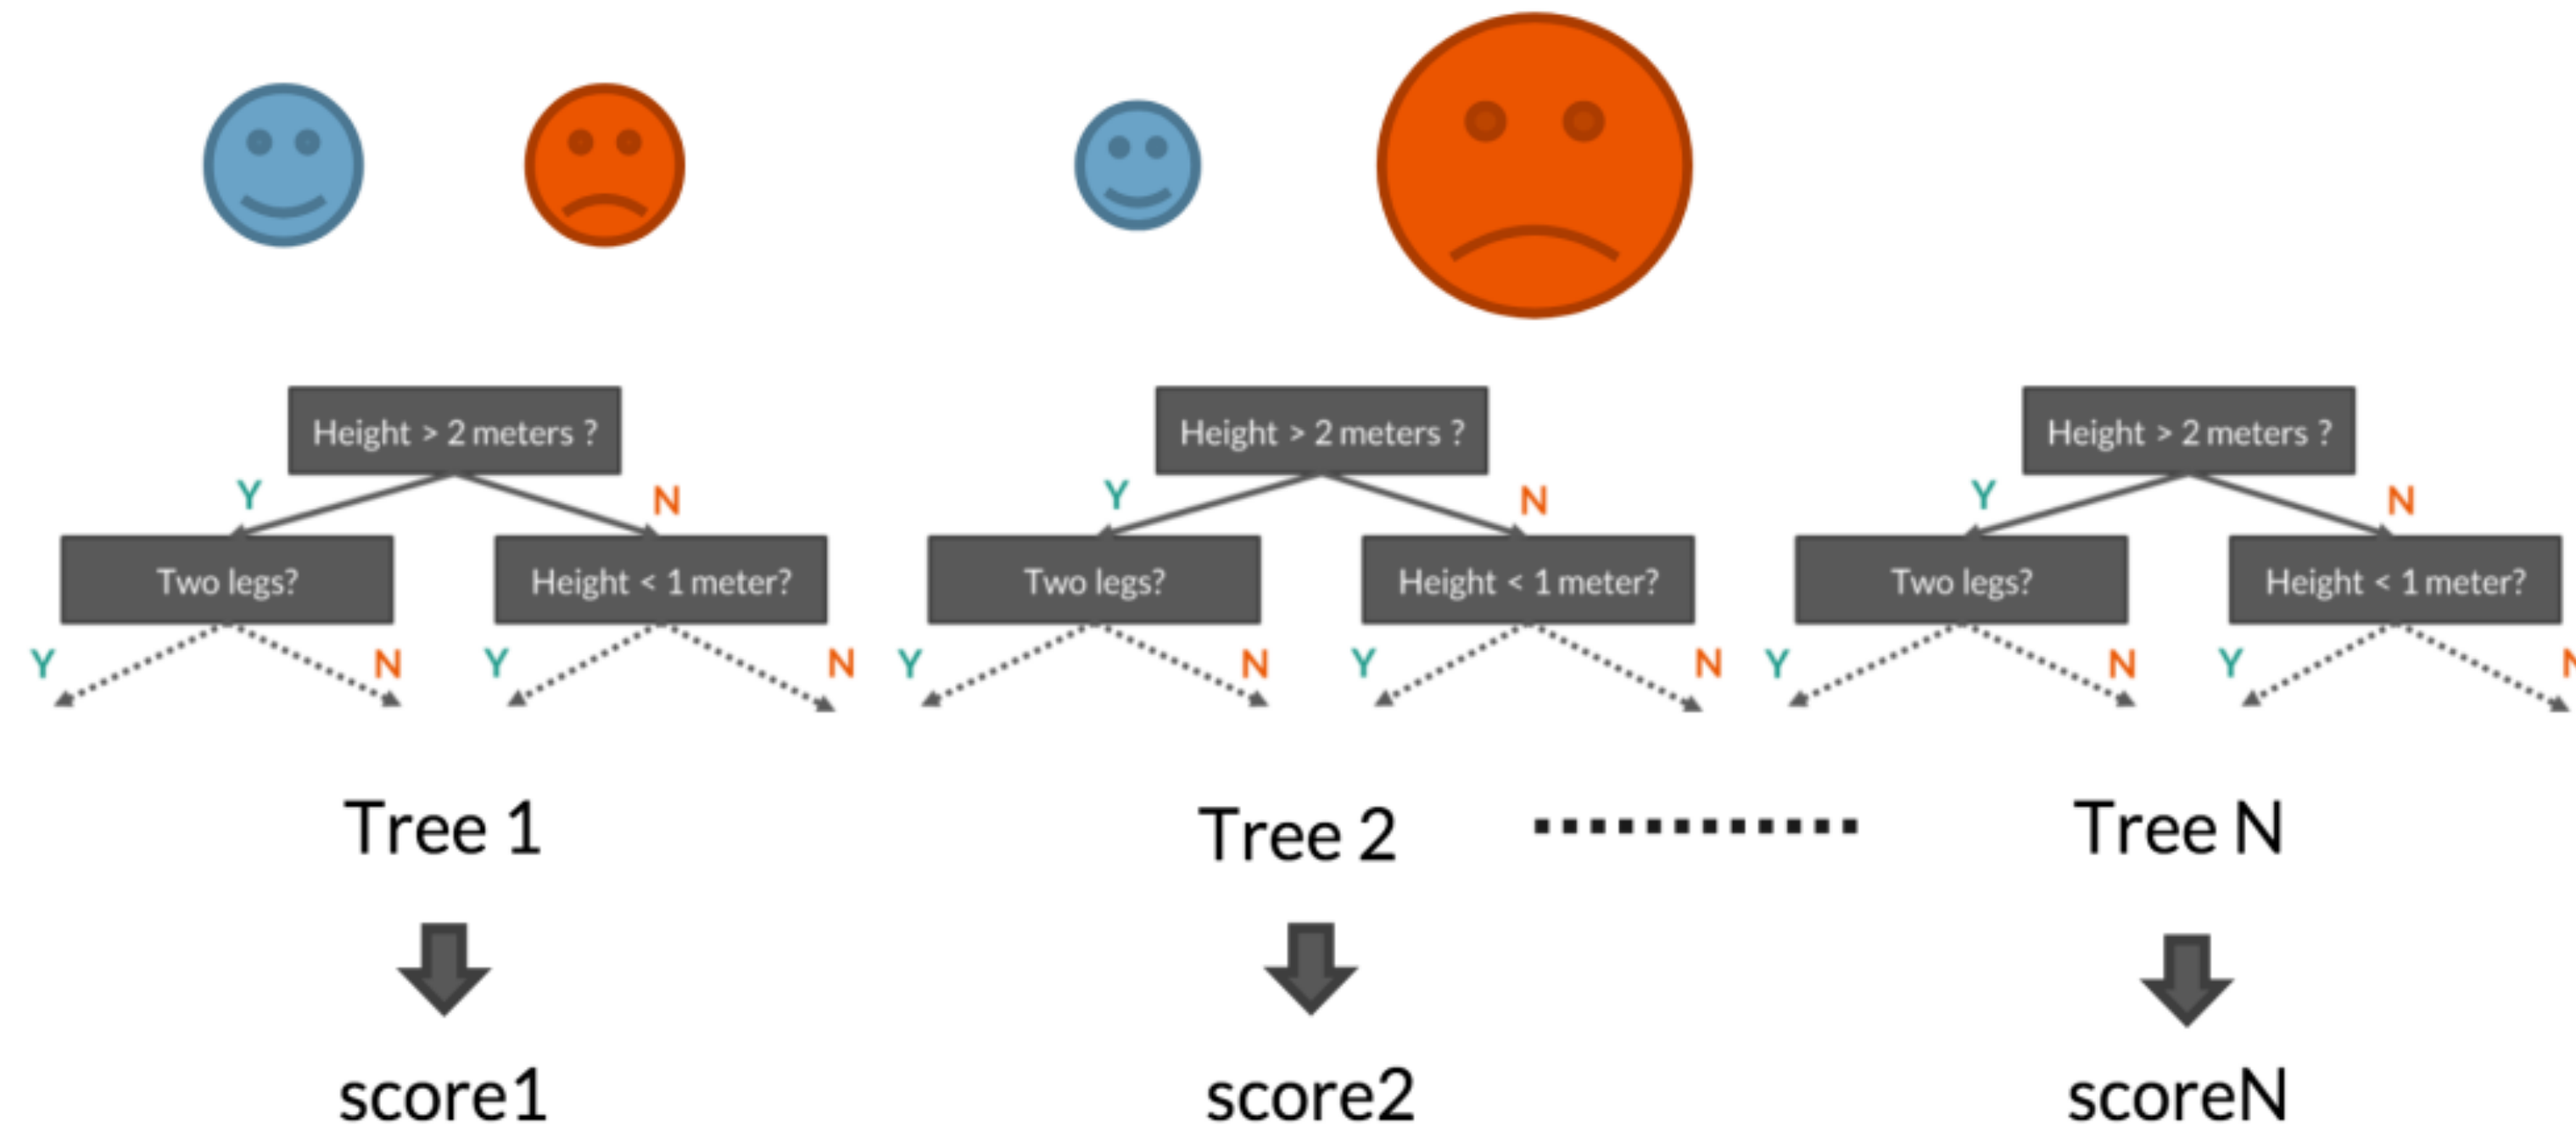 Height > 2 meters ?
Y
N
Two legs?
Height < 1 meter?
Y
N
Y
N
Tree 1
score1
Height > 2 meters ?
Y
N
Two legs?
Height < 1 meter?
Y
N
Y
N
Tree 2
score2
Height > 2 meters ?
Y
N
Two legs?
Height < 1 meter?
Y
N
Y
N
Tree N
scoreN